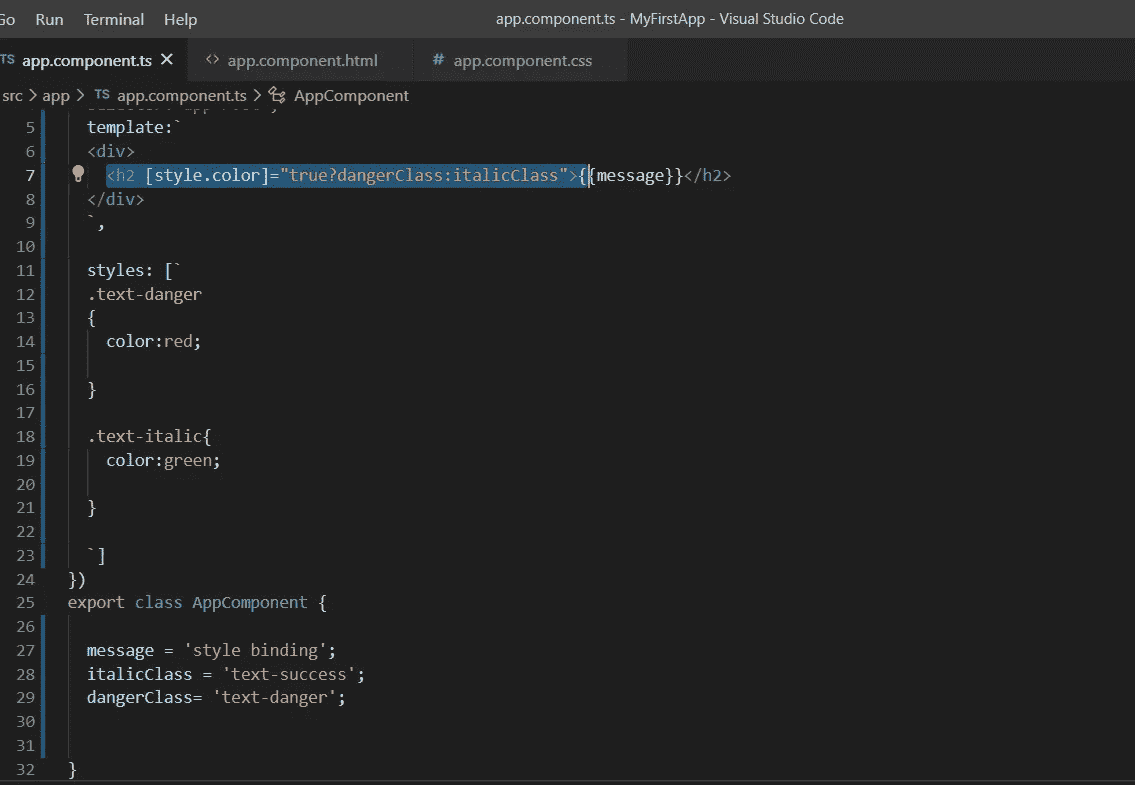 Go Run Terminal Help app.component.ts - MyFirstApp - Visual Studio Code
TS app.component.ts × <> app.component.html # app.component.css
src > app > TS app.component.ts > AppComponent
5 template:`
6 <div>
7 <h2 [style.color]="true?dangerClass:italicClass">{{message}}</h2>
8 </div>
9 `,
10
11 styles: [`
12 .text-danger
13 {
14 color:red;
15
16 }
17
18 .text-italic{
19 color:green;
20
21 }
22
23 `]
24 })
25 export class AppComponent {
26
27 message = 'style binding';
28 italicClass = 'text-success';
29 dangerClass= 'text-danger';
30
31
32 }